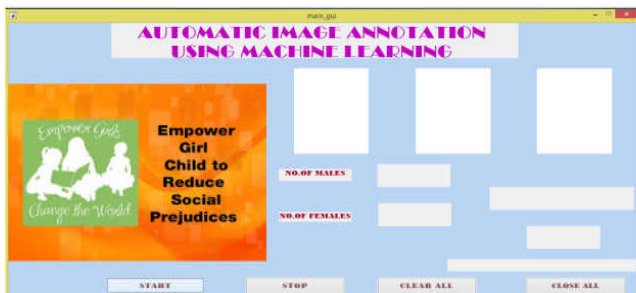 main_gui
AUTOMATIC IMAGE ANNOTATION
USING MACHINE LEARNING
Empower Girls
Change the World
Empower
Girl
Child to
Reduce
Social
Prejudices
NO.OF MALES
NO.OF FEMALES
START
STOP
CLEAR ALL
CLOSE ALL